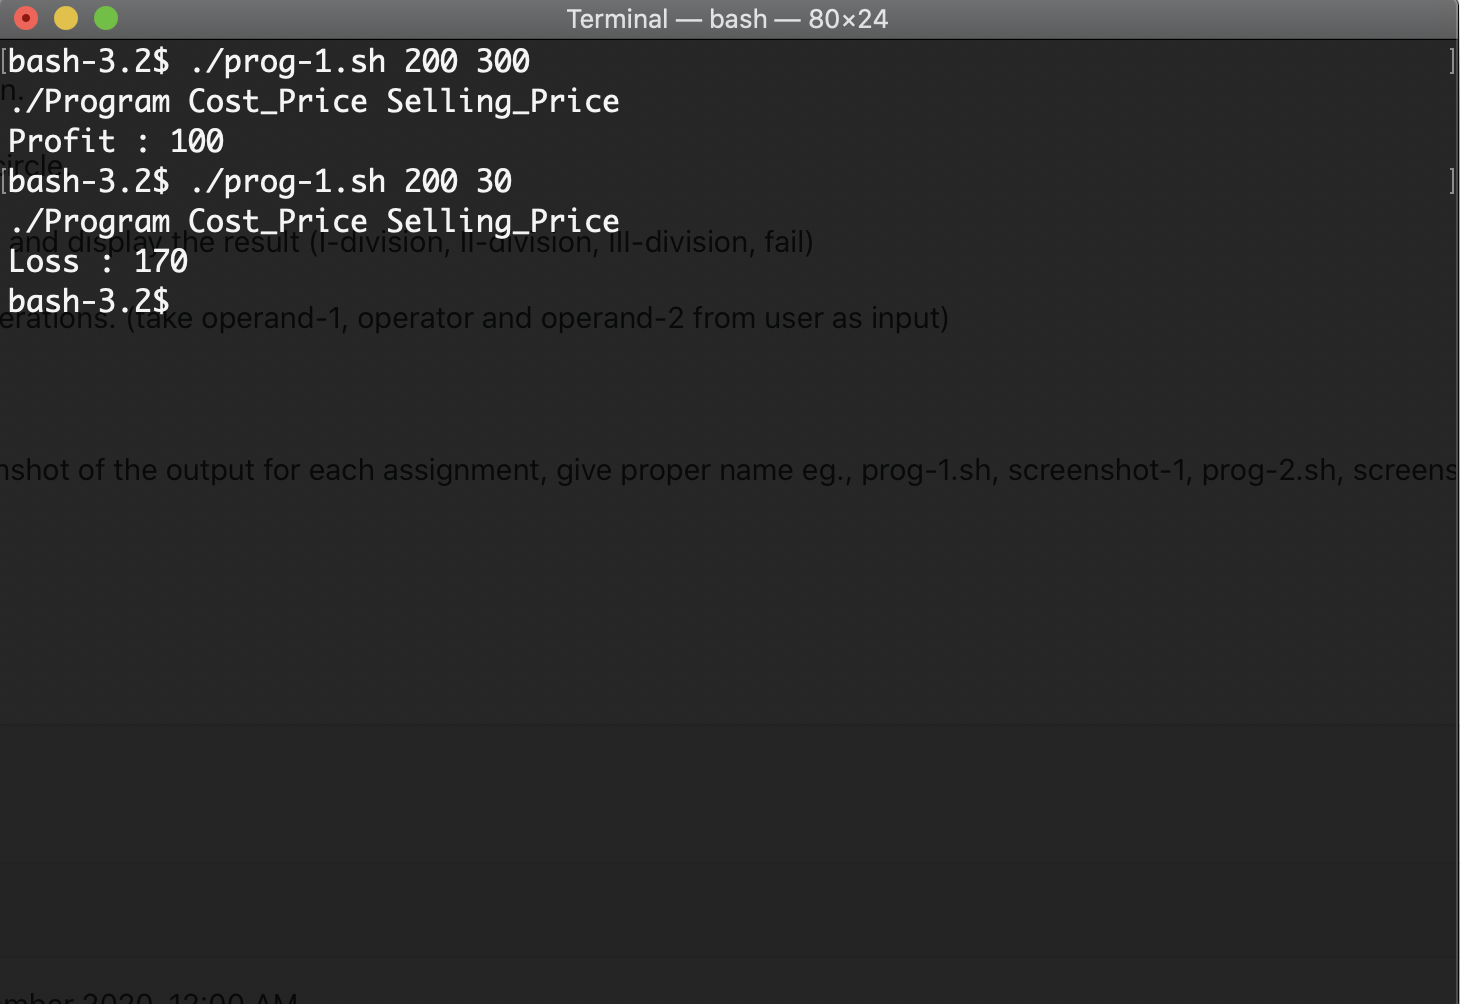 Terminal — bash — 80×24
[bash-3.2$ ./prog-1.sh 200 300 ]
n.
./Program Cost_Price Selling_Price
Profit : 100
circle
[bash-3.2$ ./prog-1.sh 200 30 ]
./Program Cost_Price Selling_Price
and display the result (I-division, II-division, III-division, fail)
Loss : 170
bash-3.2$
erations. (take operand-1, operator and operand-2 from user as input)
nshot of the output for each assignment, give proper name eg., prog-1.sh, screenshot-1, prog-2.sh, screens
mber 2020, 12:00 AM